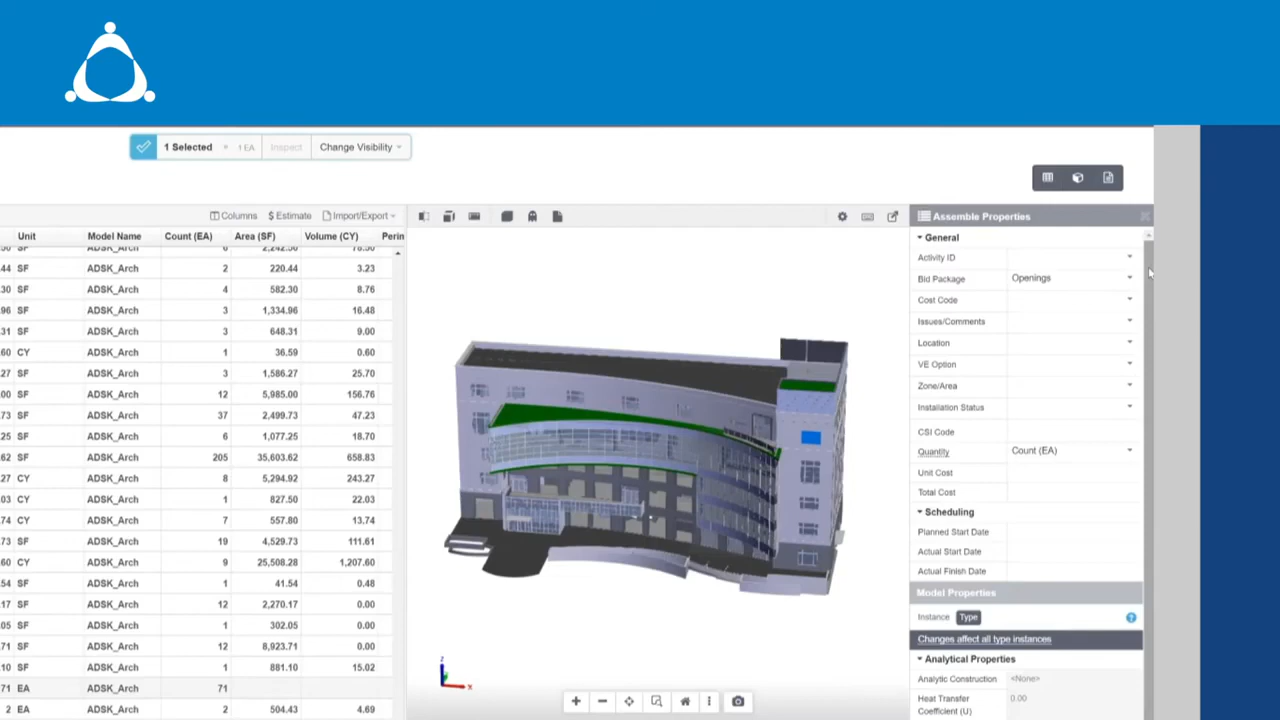 1 Selected 1 EA Inspect Change Visibility
Columns $ Estimate Import/Export
Unit Model Name Count (EA) Area (SF) Volume (CY) Perin
SF ADSK_Arch 6 2,242.50 78.50
44 SF ADSK_Arch 2 220.44 3.23
30 SF ADSK_Arch 4 582.30 8.76
96 SF ADSK_Arch 3 1,334.96 16.48
31 SF ADSK_Arch 3 648.31 9.00
60 CY ADSK_Arch 1 36.59 0.60
27 SF ADSK_Arch 3 1,586.27 25.70
00 SF ADSK_Arch 12 5,985.00 156.76
73 SF ADSK_Arch 37 2,499.73 47.23
25 SF ADSK_Arch 6 1,077.25 18.70
62 SF ADSK_Arch 205 35,603.62 658.83
27 CY ADSK_Arch 8 5,294.92 243.27
03 CY ADSK_Arch 1 827.50 22.03
74 CY ADSK_Arch 7 557.80 13.74
73 SF ADSK_Arch 19 4,529.73 111.61
60 CY ADSK_Arch 9 25,508.28 1,207.60
54 SF ADSK_Arch 1 41.54 0.48
17 SF ADSK_Arch 12 2,270.17 0.00
05 SF ADSK_Arch 1 302.05 0.00
71 SF ADSK_Arch 12 8,923.71 0.00
10 SF ADSK_Arch 1 881.10 15.02
71 EA ADSK_Arch 71
2 EA ADSK_Arch 2 504.43 4.69
z
x
Assemble Properties
General
Activity ID
Bid Package Openings
Cost Code
Issues/Comments
Location
VE Option
Zone/Area
Installation Status
CSI Code
Quantity Count (EA)
Unit Cost
Total Cost
Scheduling
Planned Start Date
Actual Start Date
Actual Finish Date
Model Properties
Instance Type ?
Changes affect all type instances
Analytical Properties
Analytic Construction <None>
Heat Transfer 0.00
Coefficient (U)